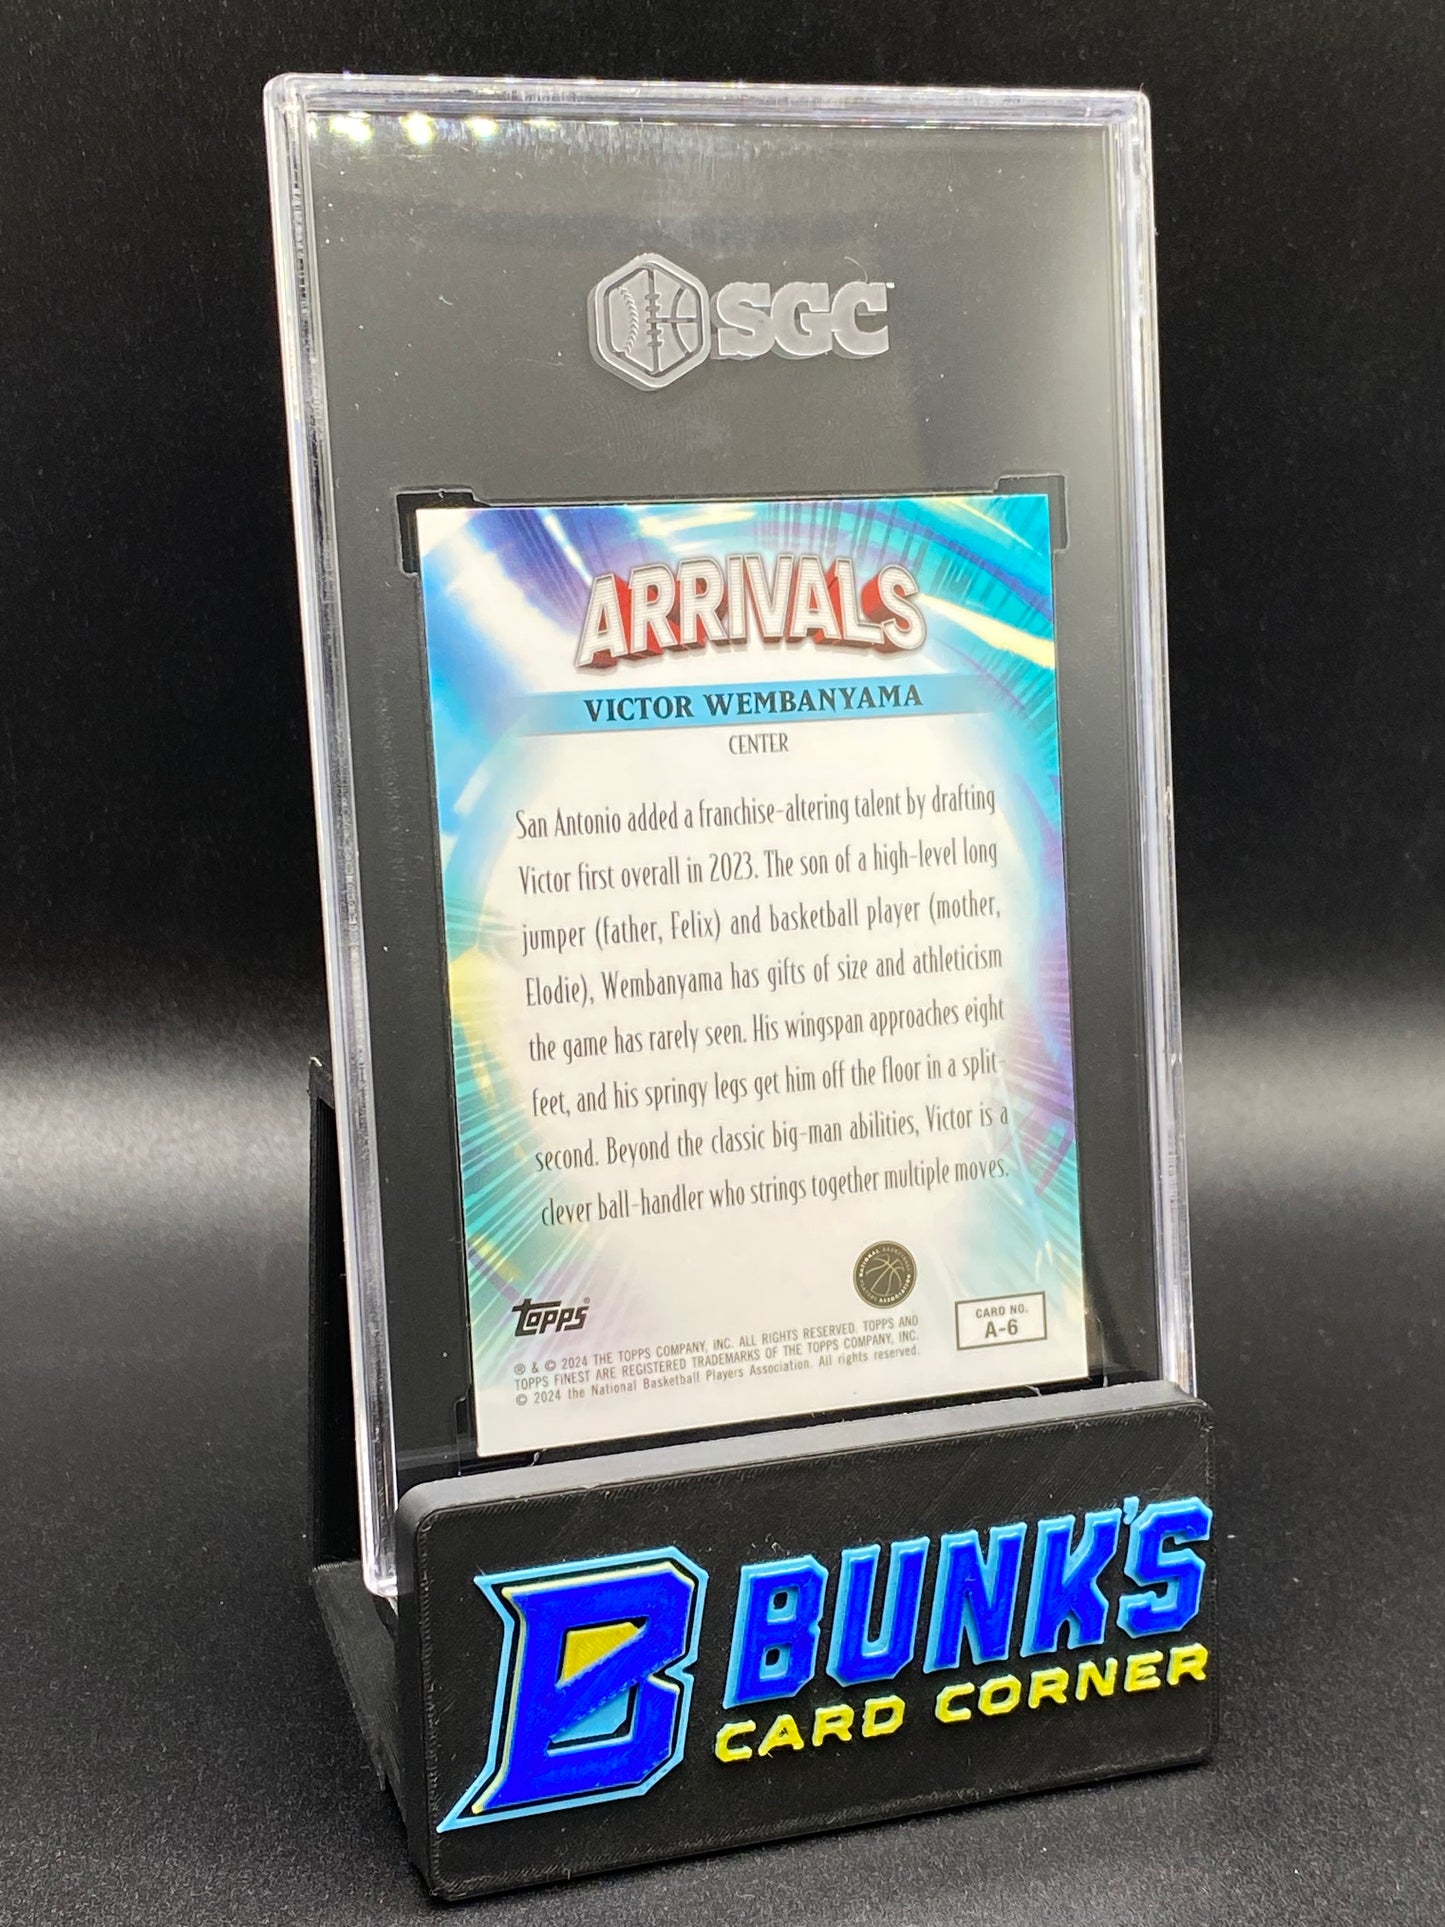 SGC
ARRIVALS
VICTOR WEMBANYAMA
CENTER
San Antonio added a franchise-altering talent by drafting
Victor first overall in 2023. The son of a high-level long
jumper (father, Felix) and basketball player (mother,
Elodie), Wembanyama has gifts of size and athleticism
the game has rarely seen. His wingspan approaches eight
feet, and his springy legs get him off the floor in a split-
second. Beyond the classic big-man abilities, Victor is a
clever ball-handler who strings together multiple moves.
TOPPS®
® & © 2024 THE TOPPS COMPANY, INC. ALL RIGHTS RESERVED. TOPPS AND
TOPPS FINEST ARE REGISTERED TRADEMARKS OF THE TOPPS COMPANY, INC.
© 2024 the National Basketball Players Association. All rights reserved.
NATIONAL BASKETBALL
PLAYERS ASSOCIATION
CARD NO.
A-6
B
BUNK'S
CARD CORNER